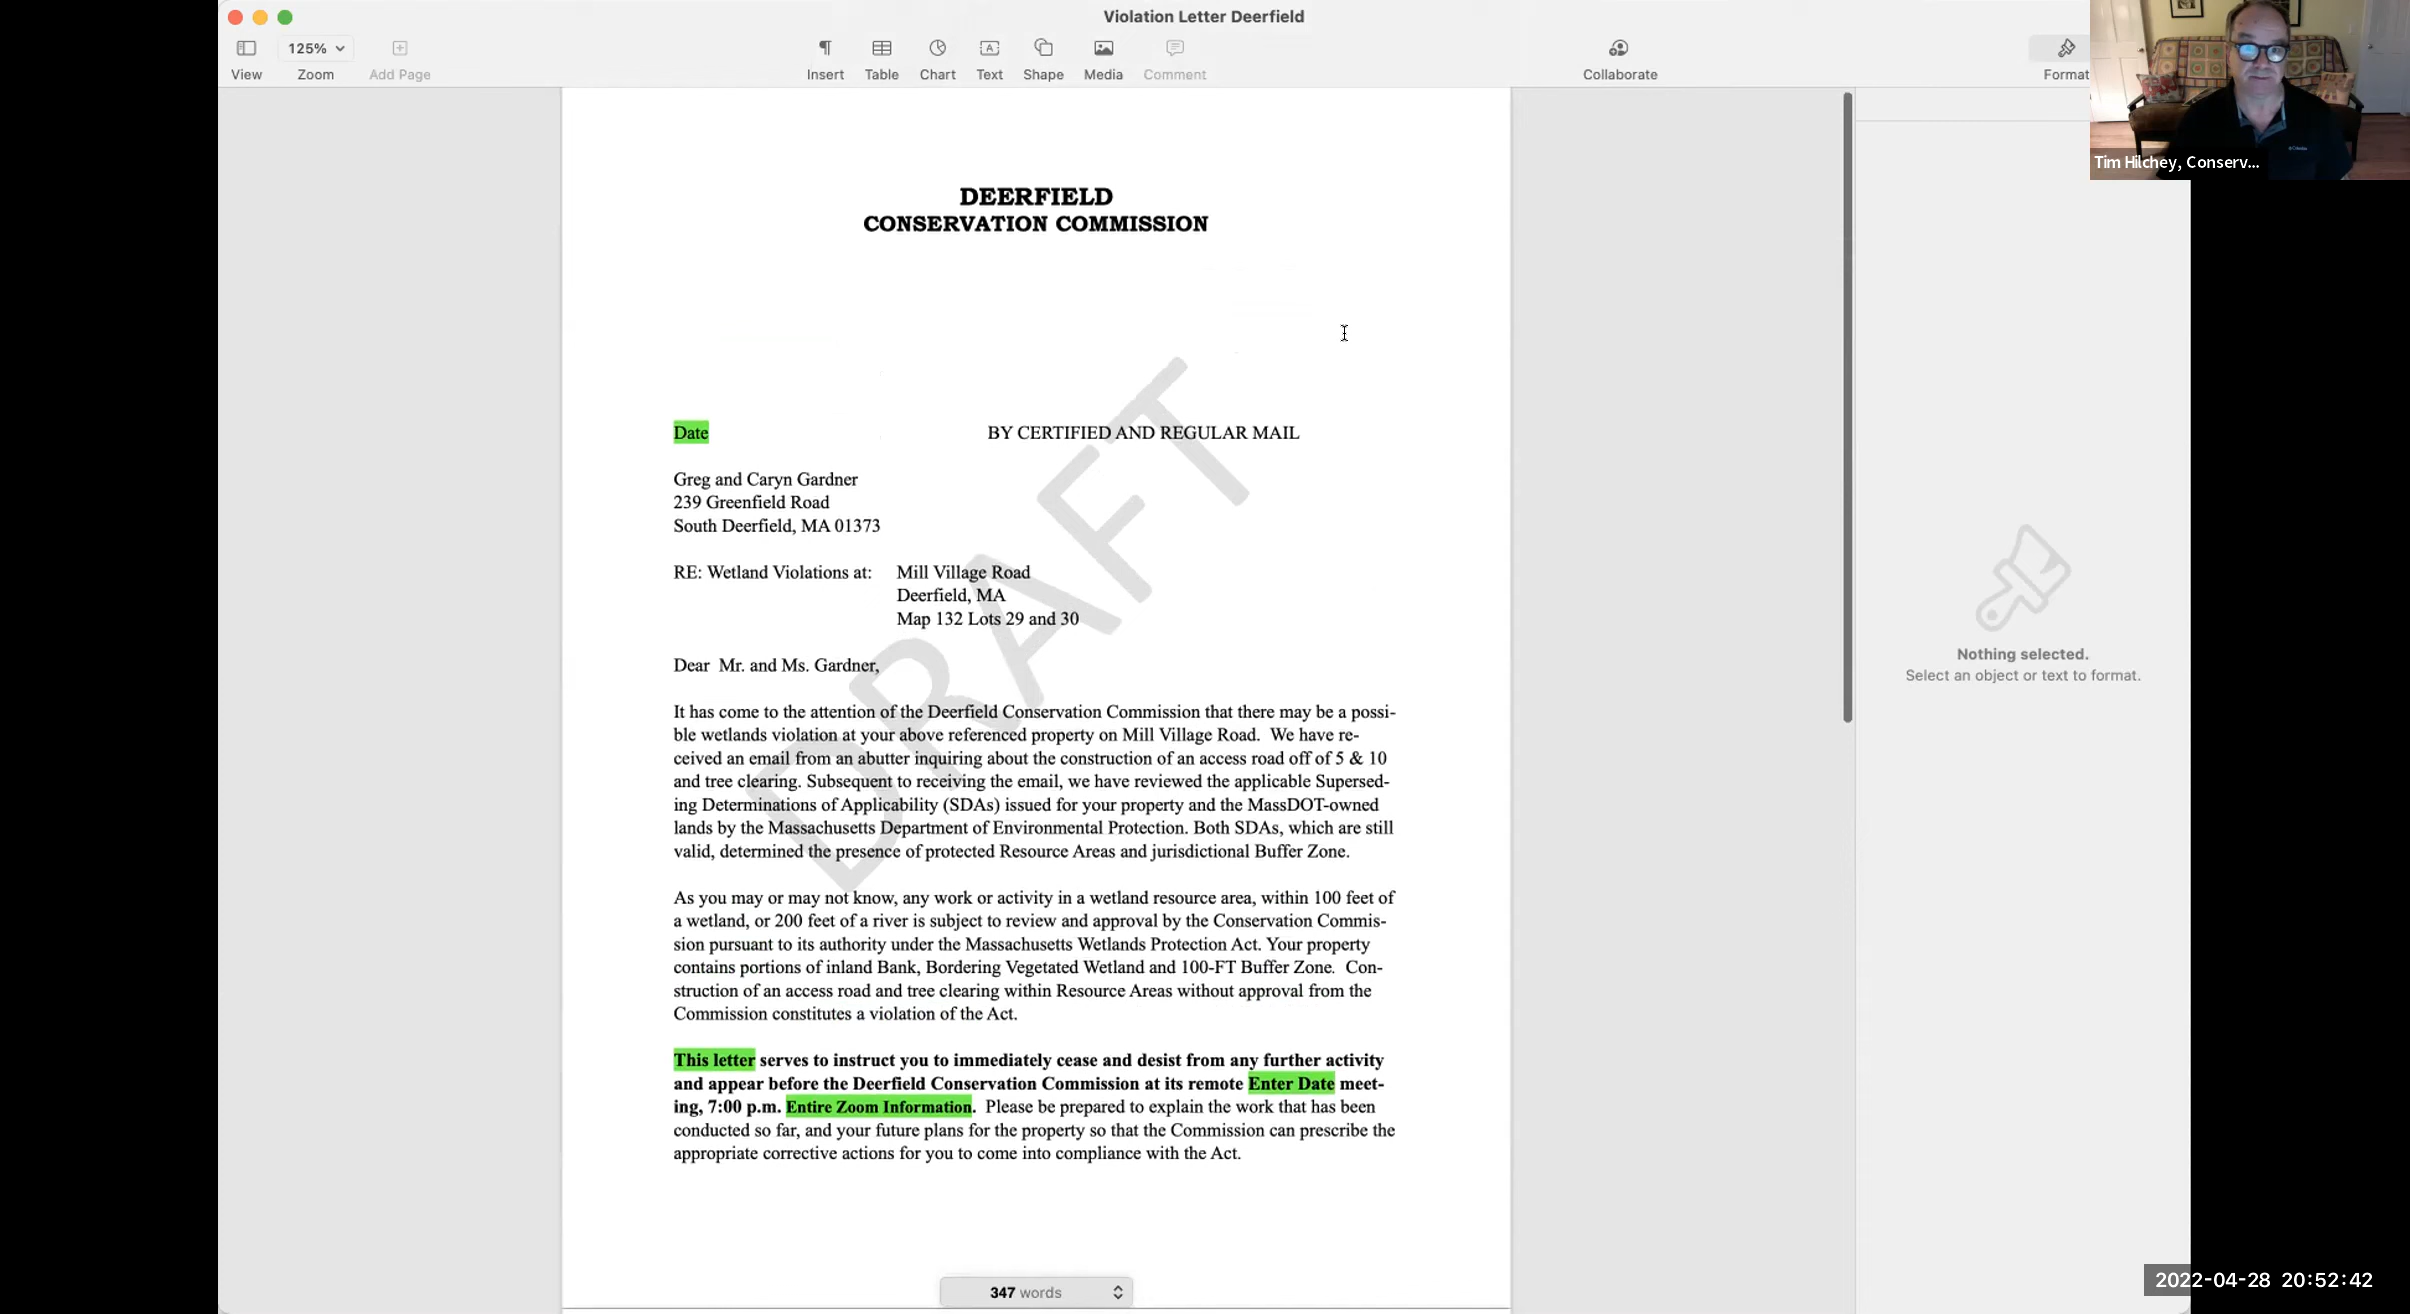 Violation Letter Deerfield
125%
View Zoom Add Page Insert Table Chart Text Shape Media Comment Collaborate Format
Tim Hilchey, Conserv...
DEERFIELD
CONSERVATION COMMISSION
DRAFT
Date BY CERTIFIED AND REGULAR MAIL
Greg and Caryn Gardner
239 Greenfield Road
South Deerfield, MA 01373
RE: Wetland Violations at: Mill Village Road
Deerfield, MA
Map 132 Lots 29 and 30
Dear Mr. and Ms. Gardner,
It has come to the attention of the Deerfield Conservation Commission that there may be a possi-
ble wetlands violation at your above referenced property on Mill Village Road. We have re-
ceived an email from an abutter inquiring about the construction of an access road off of 5 & 10
and tree clearing. Subsequent to receiving the email, we have reviewed the applicable Supersed-
ing Determinations of Applicability (SDAs) issued for your property and the MassDOT-owned
lands by the Massachusetts Department of Environmental Protection. Both SDAs, which are still
valid, determined the presence of protected Resource Areas and jurisdictional Buffer Zone.
As you may or may not know, any work or activity in a wetland resource area, within 100 feet of
a wetland, or 200 feet of a river is subject to review and approval by the Conservation Commis-
sion pursuant to its authority under the Massachusetts Wetlands Protection Act. Your property
contains portions of inland Bank, Bordering Vegetated Wetland and 100-FT Buffer Zone. Con-
struction of an access road and tree clearing within Resource Areas without approval from the
Commission constitutes a violation of the Act.
This letter serves to instruct you to immediately cease and desist from any further activity
and appear before the Deerfield Conservation Commission at its remote Enter Date meet-
ing, 7:00 p.m. Entire Zoom Information. Please be prepared to explain the work that has been
conducted so far, and your future plans for the property so that the Commission can prescribe the
appropriate corrective actions for you to come into compliance with the Act.
Nothing selected.
Select an object or text to format.
347 words
2022-04-28 20:52:42